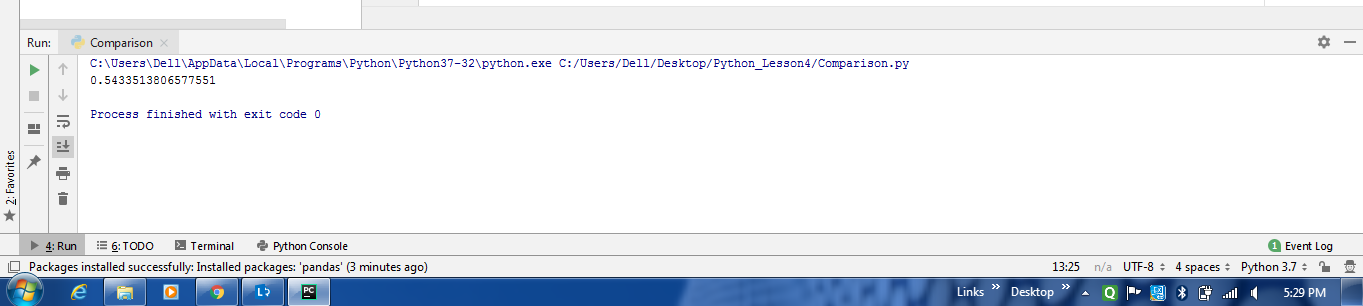 Run: Comparison
C:\Users\Dell\AppData\Local\Programs\Python\Python37-32\python.exe C:/Users/Dell/Desktop/Python_Lesson4/Comparison.py
0.5433513806577551
Process finished with exit code 0
2: Favorites
4: Run 6: TODO Terminal Python Console 1 Event Log
Packages installed successfully: Installed packages: 'pandas' (3 minutes ago) 13:25 n/a UTF-8 4 spaces Python 3.7
PC Links » Desktop » Q 5:29 PM